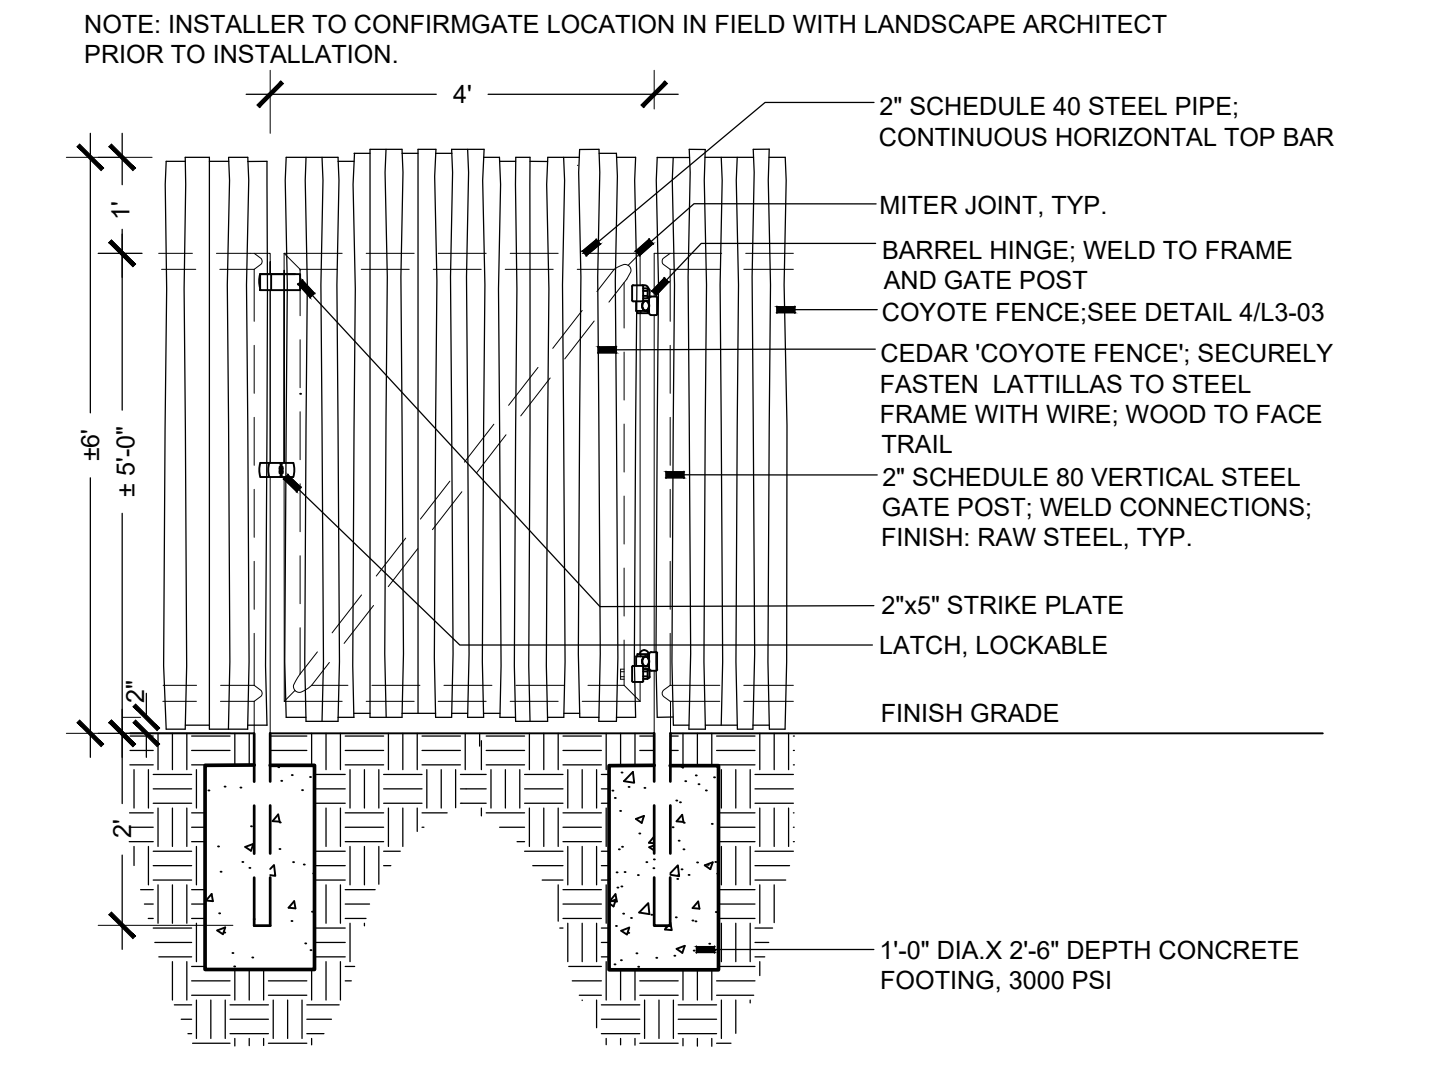 NOTE: INSTALLER TO CONFIRMGATE LOCATION IN FIELD WITH LANDSCAPE ARCHITECT
PRIOR TO INSTALLATION.
4'
2" SCHEDULE 40 STEEL PIPE;
CONTINUOUS HORIZONTAL TOP BAR
1'
MITER JOINT, TYP.
BARREL HINGE; WELD TO FRAME
AND GATE POST
COYOTE FENCE;SEE DETAIL 4/L3-03
CEDAR 'COYOTE FENCE'; SECURELY
FASTEN  LATTILLAS TO STEEL
FRAME WITH WIRE; WOOD TO FACE
TRAIL
±6'
± 5'-0"
2" SCHEDULE 80 VERTICAL STEEL
GATE POST; WELD CONNECTIONS;
FINISH: RAW STEEL, TYP.
2"x5" STRIKE PLATE
LATCH, LOCKABLE
2"
FINISH GRADE
2'
1'-0" DIA.X 2'-6" DEPTH CONCRETE
FOOTING, 3000 PSI